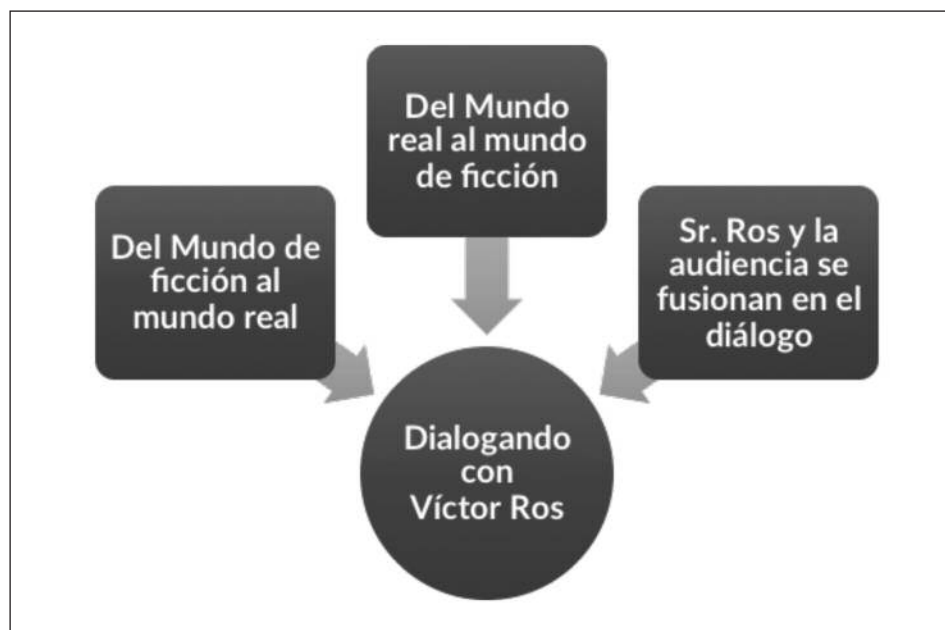 Del Mundo
real al mundo
de ficción
Del Mundo de
ficción al
mundo real
Sr. Ros y la
audiencia se
fusionan en el
diálogo
Dialogando
con
Víctor Ros